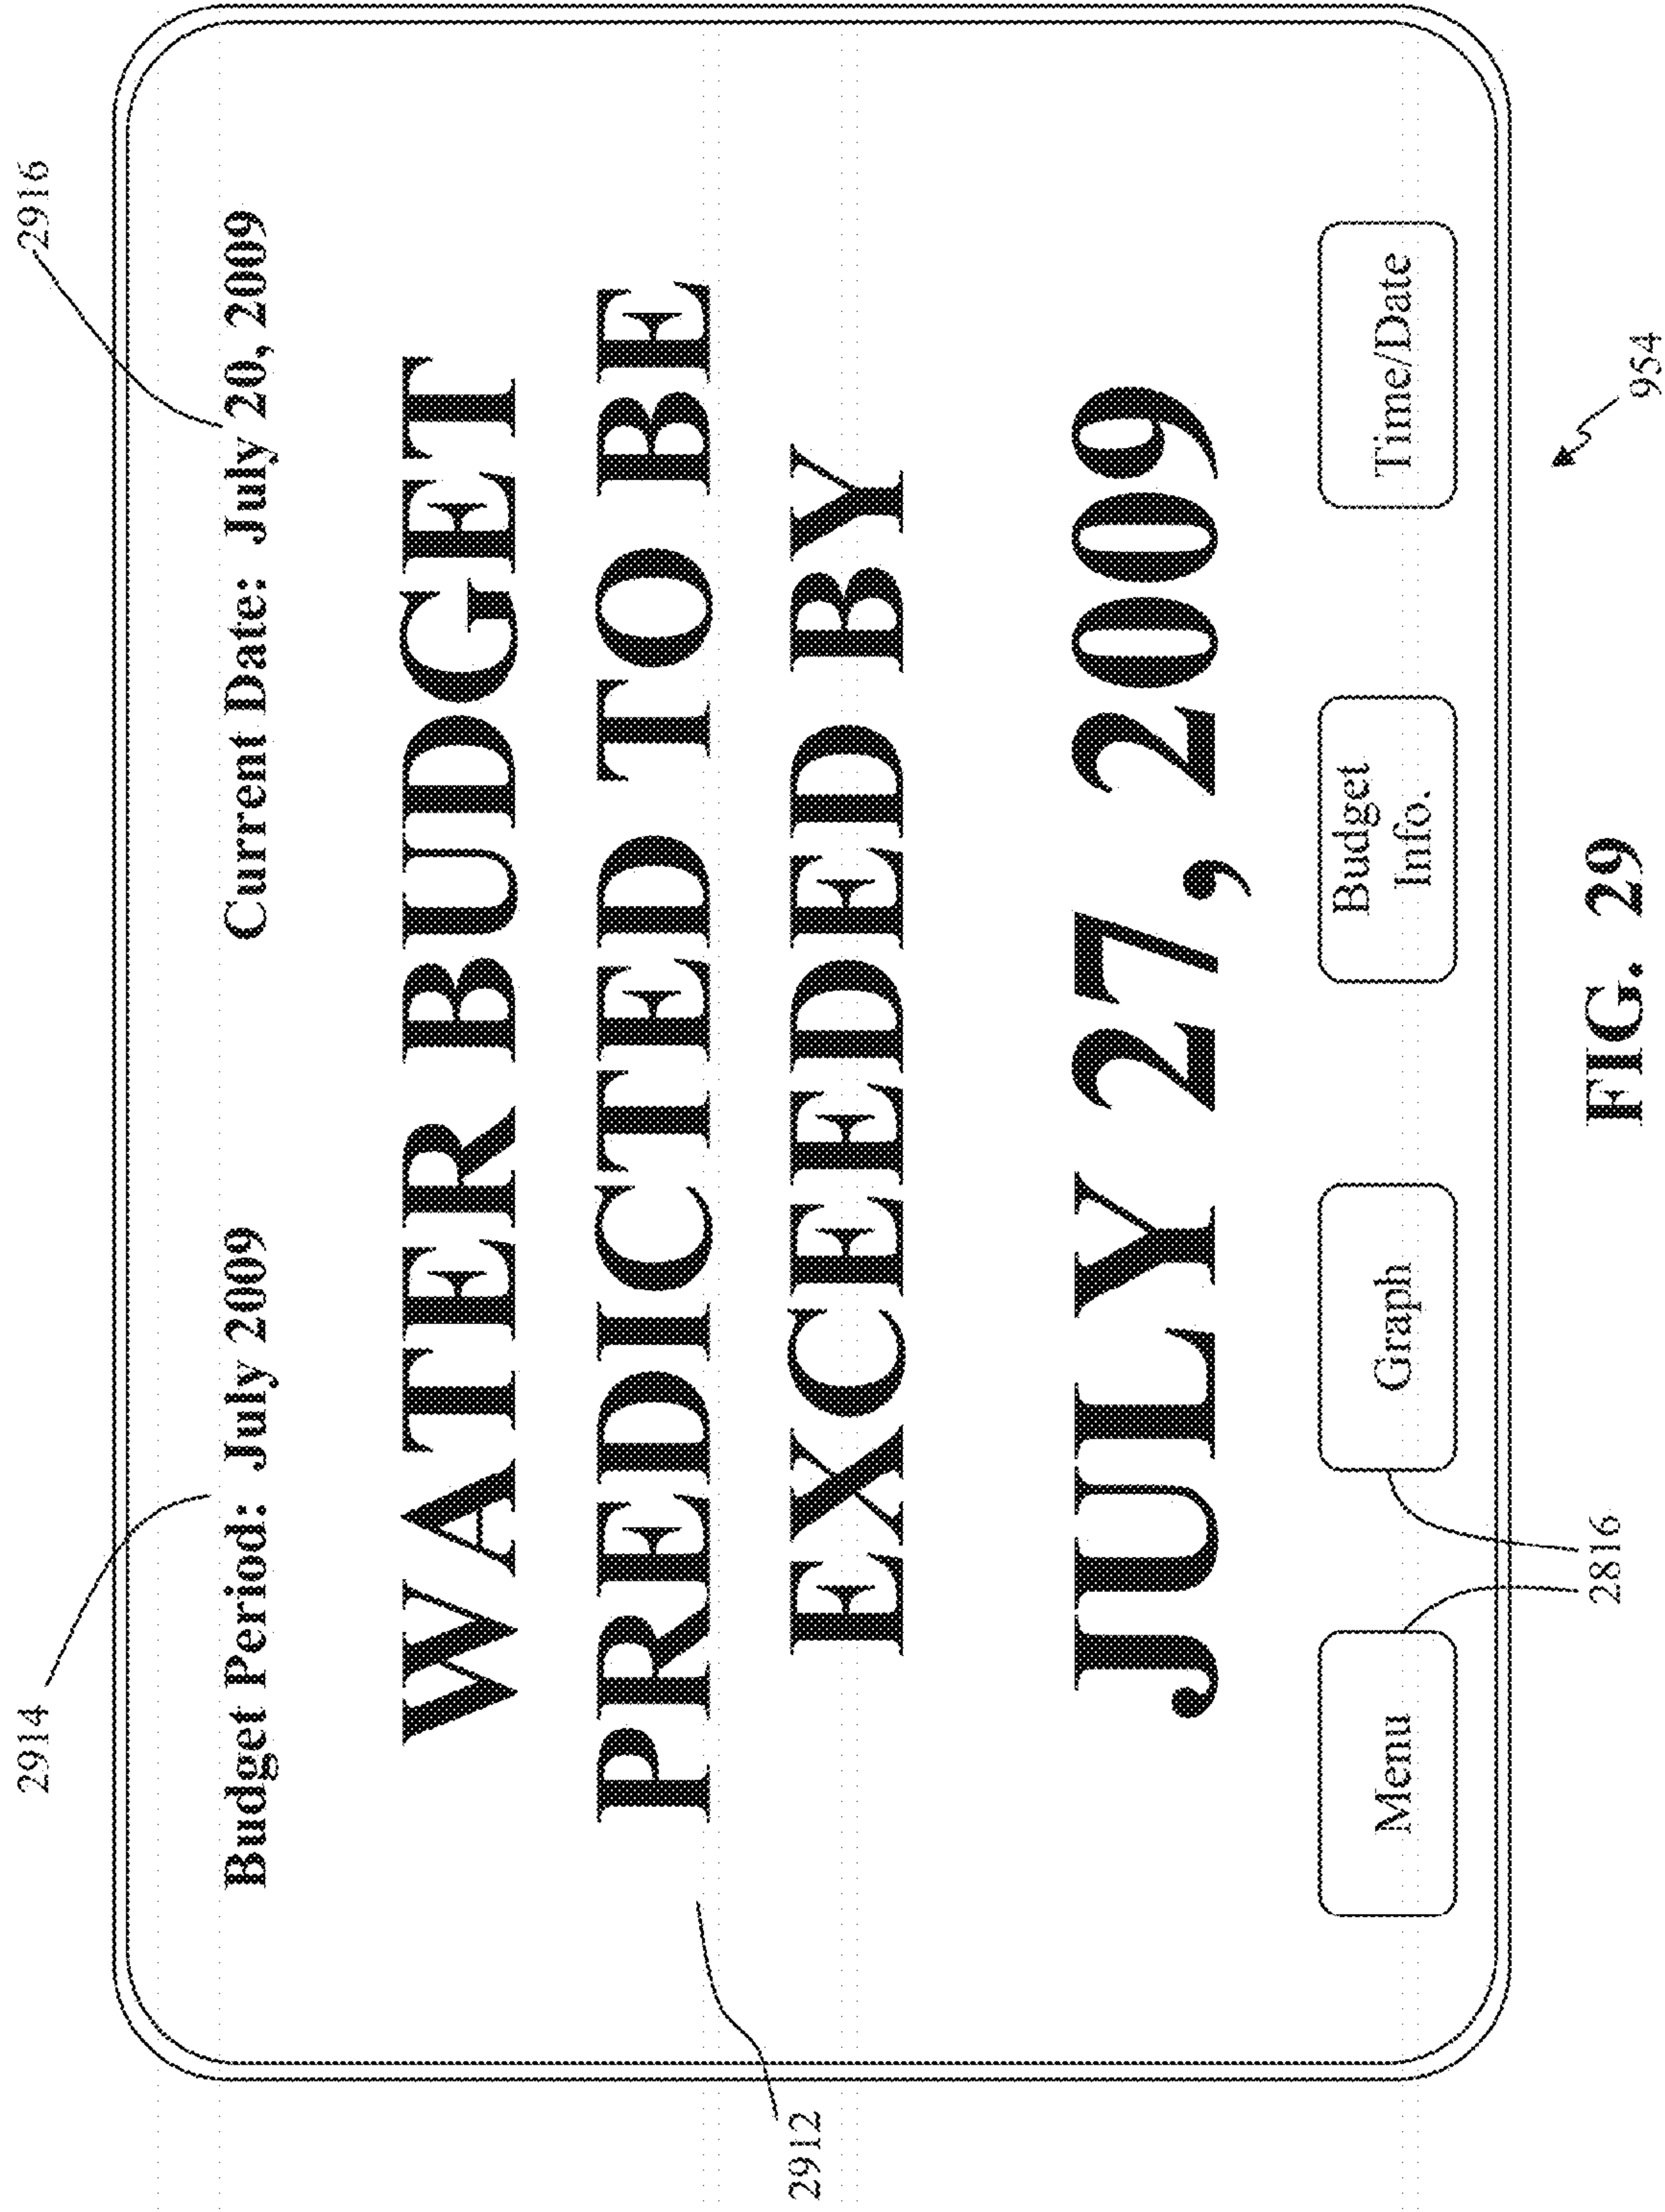 2914
2916
Budget Period: July 2009
Current Date: July 20, 2009
WATER BUDGET
PREDICTED TO BE
EXCEEDED BY
JULY 27, 2009
2912
Menu
Graph
Budget
Info.
Time/Date
2816
954
FIG. 29